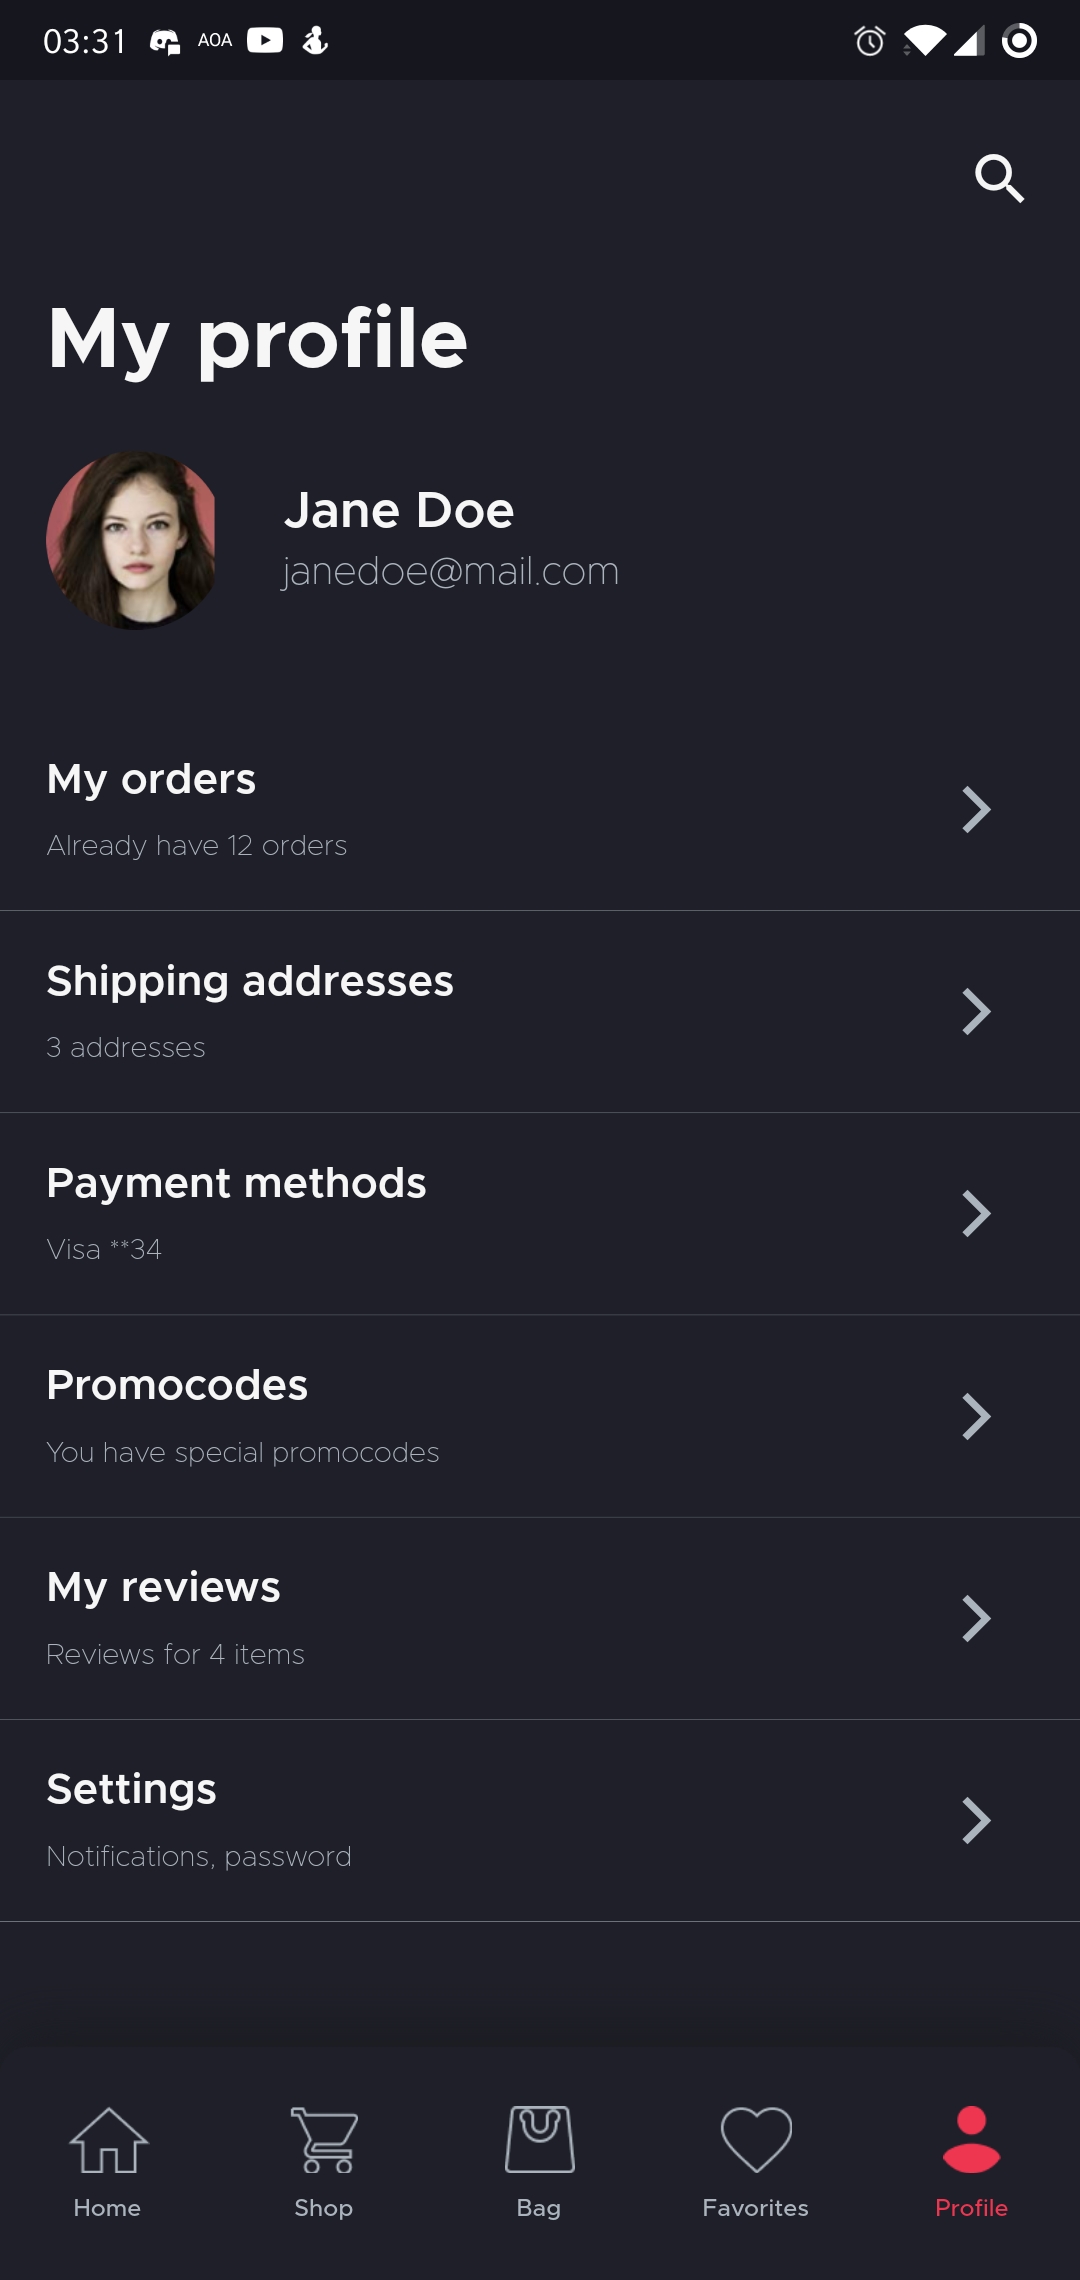 03:31 AOA
My profile
Jane Doe
janedoe@mail.com
My orders
Already have 12 orders
Shipping addresses
3 addresses
Payment methods
Visa **34
Promocodes
You have special promocodes
My reviews
Reviews for 4 items
Settings
Notifications, password
Home Shop Bag Favorites Profile